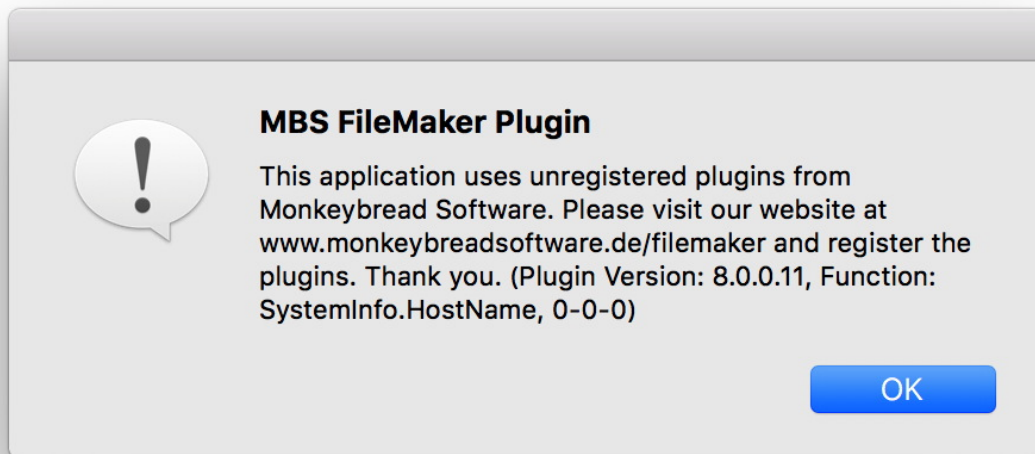 MBS FileMaker Plugin
This application uses unregistered plugins from
Monkeybread Software. Please visit our website at
www.monkeybreadsoftware.de/filemaker and register the
plugins. Thank you. (Plugin Version: 8.0.0.11, Function:
SystemInfo.HostName, 0-0-0)
OK